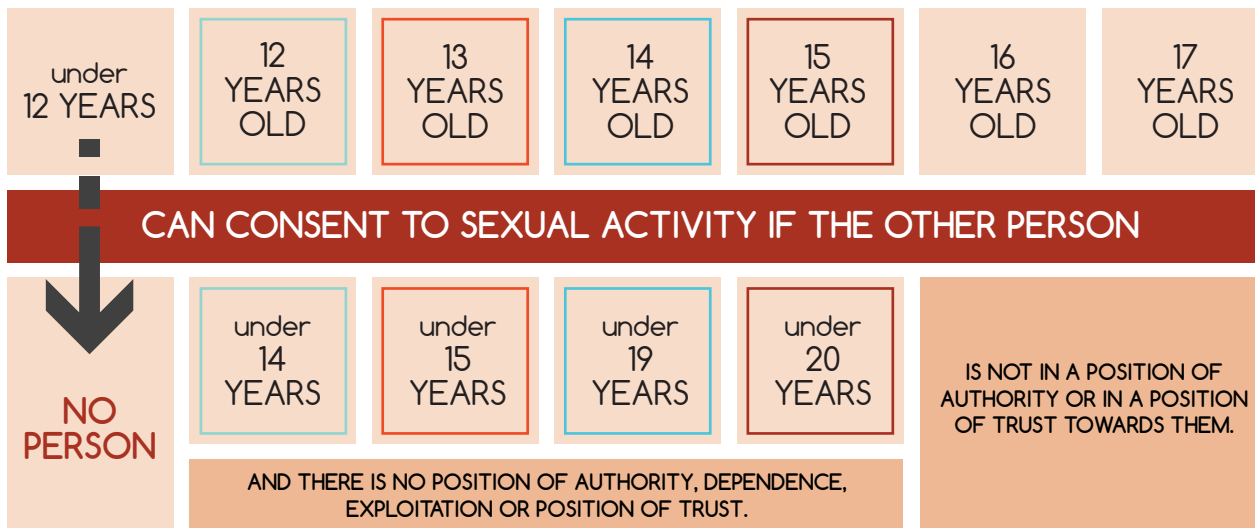 under
12 YEARS
12
YEARS
OLD
13
YEARS
OLD
14
YEARS
OLD
15
YEARS
OLD
16
YEARS
OLD
17
YEARS
OLD
CAN CONSENT TO SEXUAL ACTIVITY IF THE OTHER PERSON
NO
PERSON
under
14
YEARS
under
15
YEARS
under
19
YEARS
under
20
YEARS
AND THERE IS NO POSITION OF AUTHORITY, DEPENDENCE,
EXPLOITATION OR POSITION OF TRUST.
IS NOT IN A POSITION OF
AUTHORITY OR IN A POSITION
OF TRUST TOWARDS THEM.